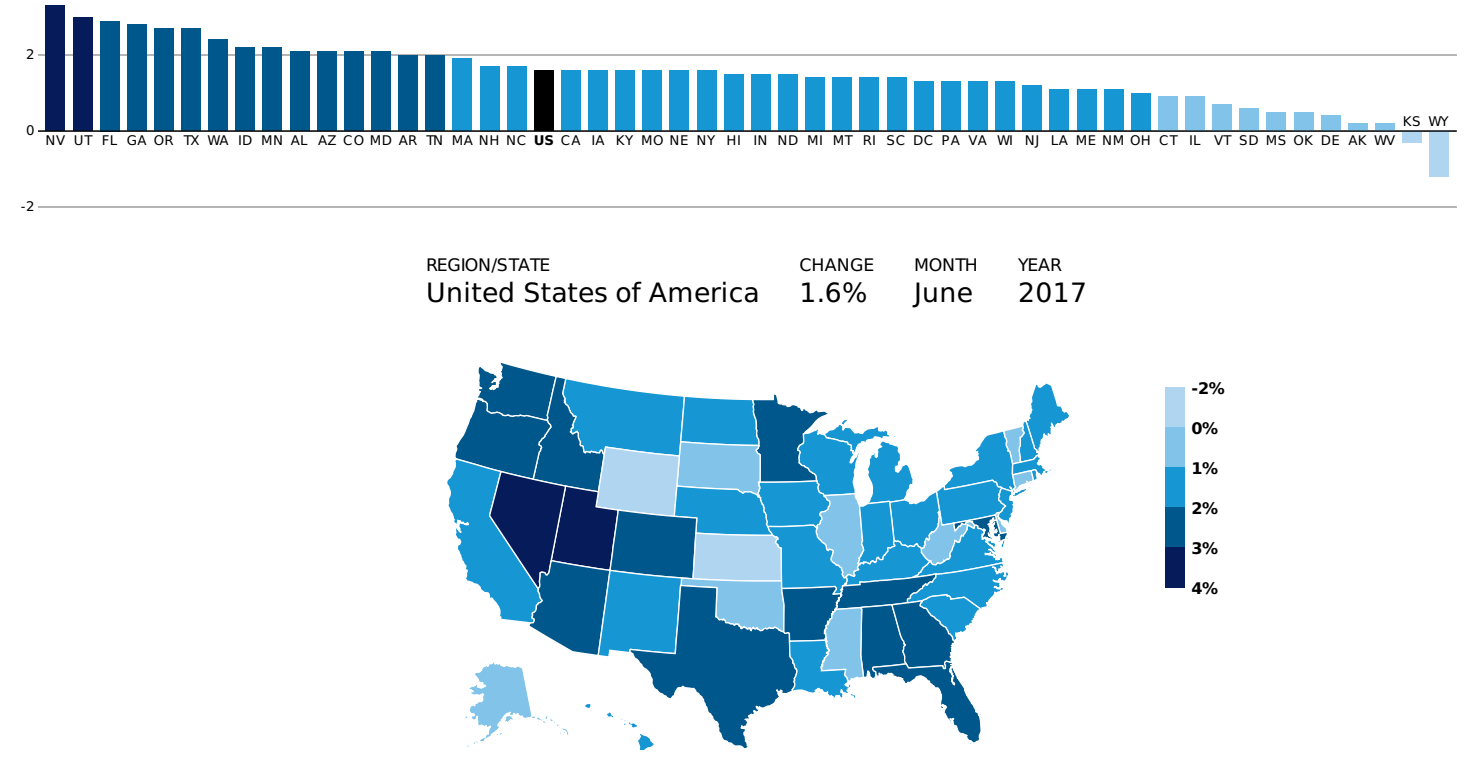 2
0
KS WY
NV UT FL GA OR TX WA ID MN AL AZ CO MD AR TN MA NH NC US CA IA KY MO NE NY HI IN ND MI MT RI SC DC PA VA WI NJ LA ME NM OH CT IL VT SD MS OK DE AK WV
-2
REGION/STATE CHANGE MONTH YEAR
United States of America 1.6% June 2017
-2%
0%
1%
2%
3%
4%